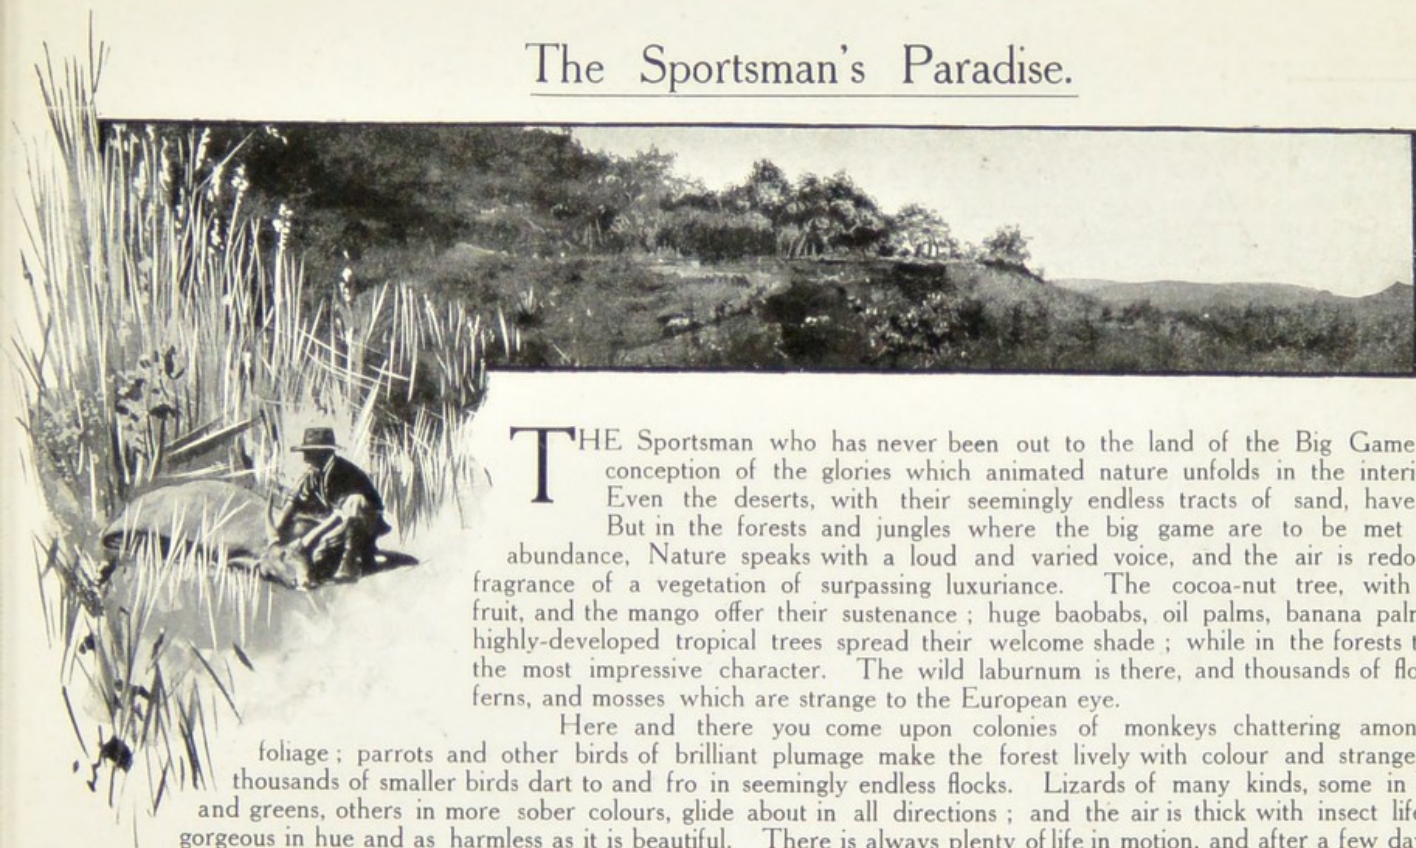 The Sportsman's Paradise.
THE Sportsman who has never been out to the land of the Big Game
conception of the glories which animated nature unfolds in the
Even the deserts, with their seemingly endless tracts of sand, have
But in the forests and jungles where the big game are to be met
abundance, Nature speaks with a loud and varied voice, and the air is
fragrance of a vegetation of surpassing luxuriance. The cocoa-nut tree, with
fruit, and the mango offer their sustenance ; huge baobabs, oil palms, banana
highly-developed tropical trees spread their welcome shade ; while in the forests
the most impressive character. The wild laburnum is there, and thousands of
ferns, and mosses which are strange to the European eye.
Here and there you come upon colonies of monkeys chattering
foliage ; parrots and other birds of brilliant plumage make the forest lively with colour and strange
thousands of smaller birds dart to and fro in seemingly endless flocks. Lizards of many kinds, some in
and greens, others in more sober colours, glide about in all directions ; and the air is thick with insect
gorgeous in hue and as harmless as it is beautiful. There is always plenty of life in motion, and after a few